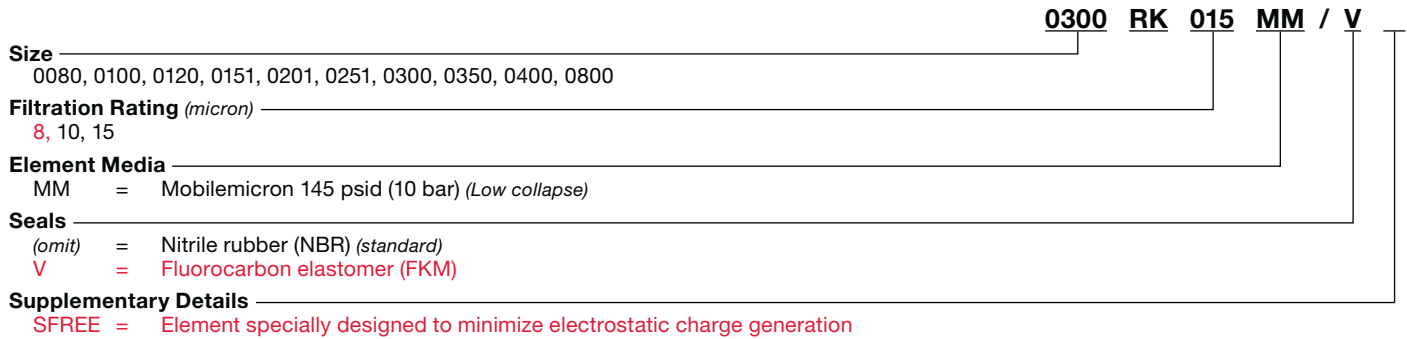 0300 RK 015 MM / V
Size
0080, 0100, 0120, 0151, 0201, 0251, 0300, 0350, 0400, 0800
Filtration Rating (micron)
8, 10, 15
Element Media
MM = Mobilemicron 145 psid (10 bar) (Low collapse)
Seals
(omit) = Nitrile rubber (NBR) (standard)
V = Fluorocarbon elastomer (FKM)
Supplementary Details
SFREE = Element specially designed to minimize electrostatic charge generation